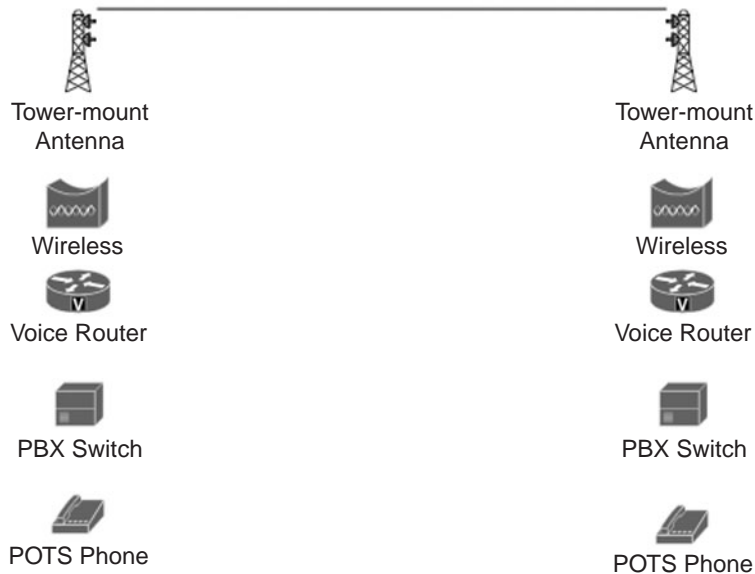 Tower-mount
Antenna
Tower-mount
Antenna
Wireless
Wireless
V
V
Voice Router
Voice Router
PBX Switch
PBX Switch
POTS Phone
POTS Phone